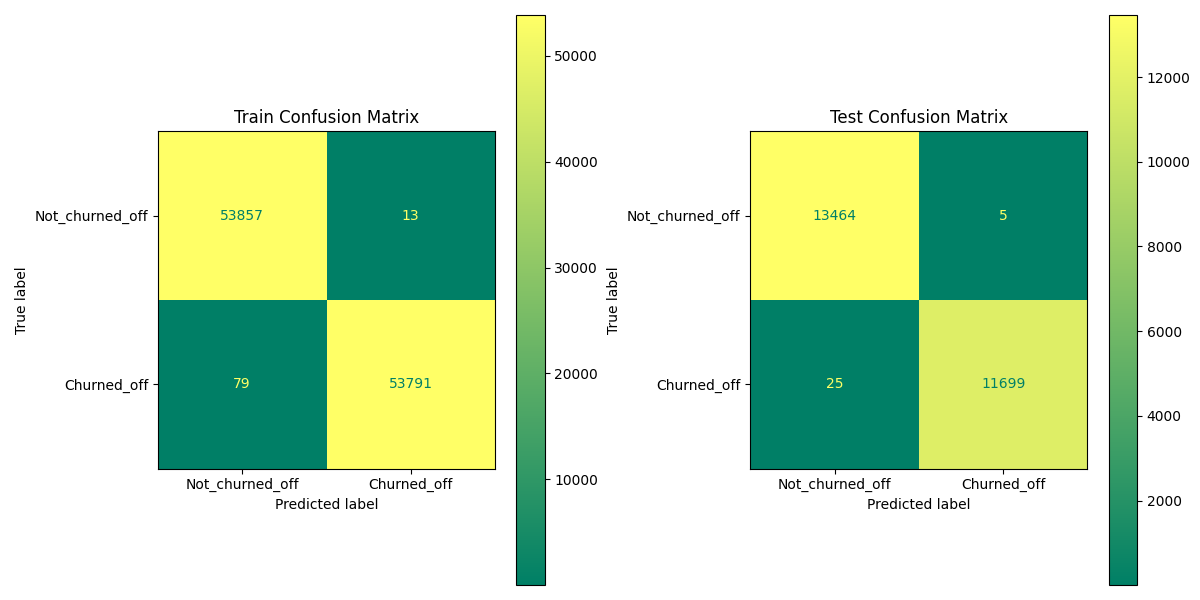 Train Confusion Matrix
True label
Not_churned_off
Churned_off
53857 13
79 53791
Not_churned_off Churned_off
Predicted label
50000
40000
30000
20000
10000
Test Confusion Matrix
True label
Not_churned_off
Churned_off
13464 5
25 11699
Not_churned_off Churned_off
Predicted label
12000
10000
8000
6000
4000
2000